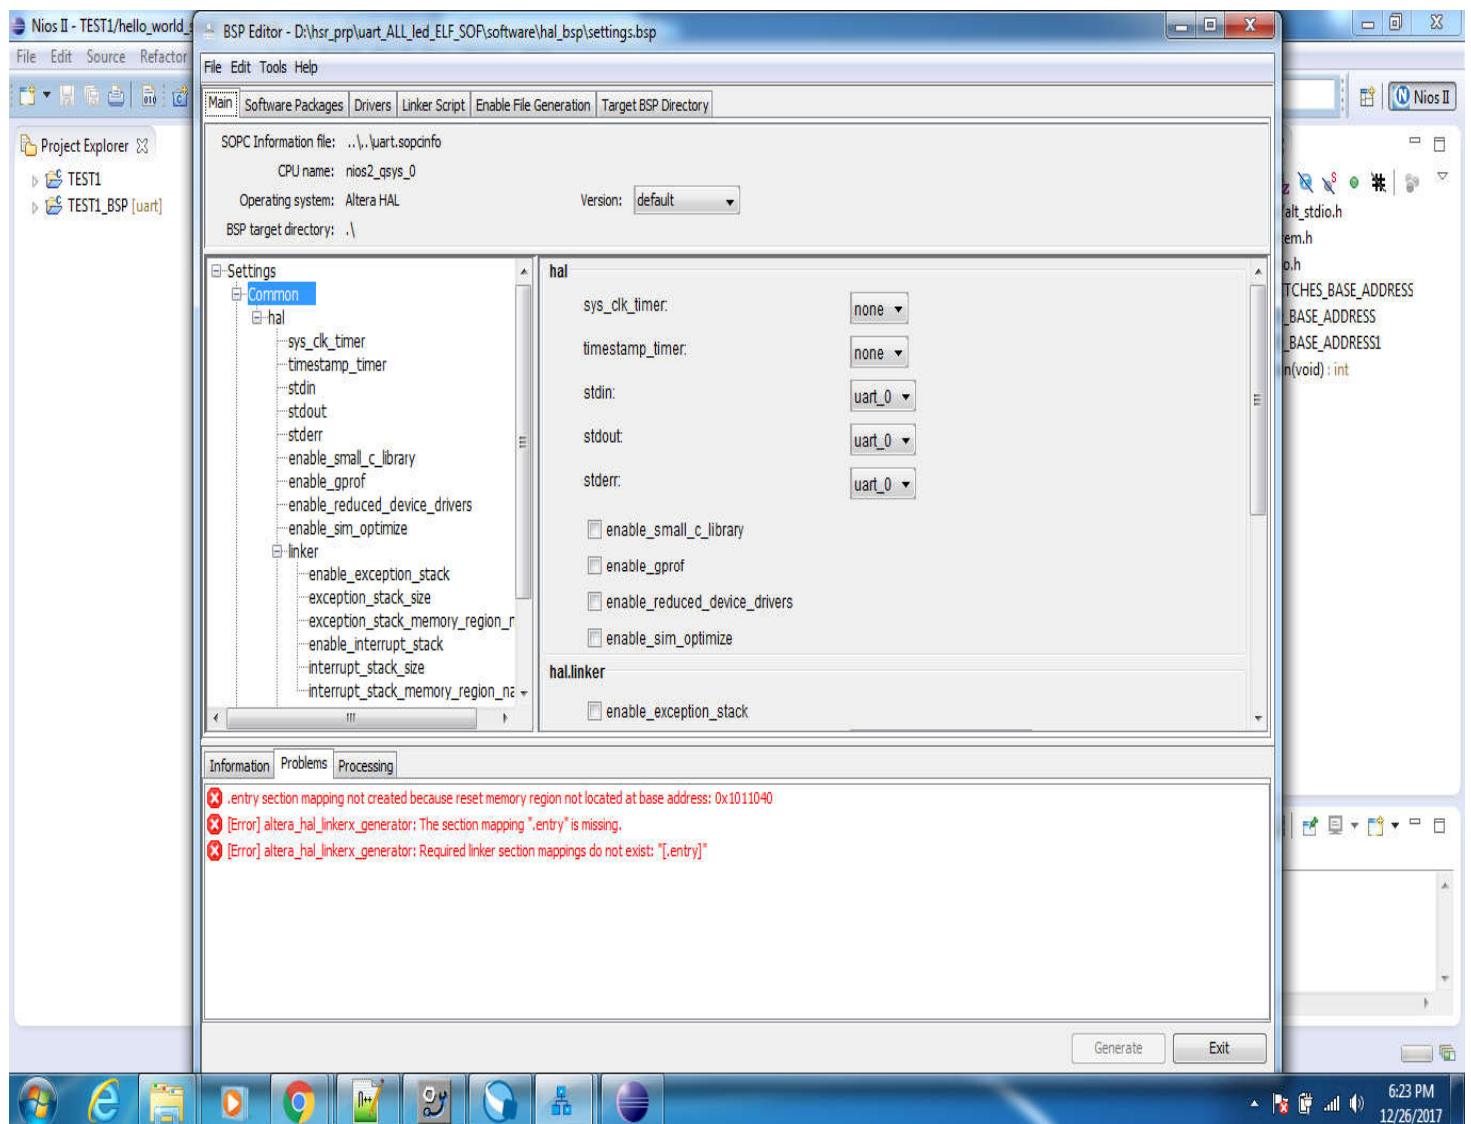 Nios II - TEST1/hello_world_s
BSP Editor - D:\hsr_prp\uart_ALL_led_ELF_SOF\software\hal_bsp\settings.bsp
File Edit Source Refactor
File Edit Tools Help
Main Software Packages Drivers Linker Script Enable File Generation Target BSP Directory
Nios II
SOPC Information file: ..\..\uart.sopcinfo
Project Explorer
CPU name: nios2_qsys_0
TEST1
Operating system: Altera HAL Version: default
TEST1_BSP [uart]
BSP target directory: .\
alt_stdio.h
em.h
o.h
TCHES_BASE_ADDRESS
_BASE_ADDRESS
_BASE_ADDRESS1
n(void) : int
Settings
Common
hal
sys_clk_timer
timestamp_timer
stdin
stdout
stderr
enable_small_c_library
enable_gprof
enable_reduced_device_drivers
enable_sim_optimize
linker
enable_exception_stack
exception_stack_size
exception_stack_memory_region_n
enable_interrupt_stack
interrupt_stack_size
interrupt_stack_memory_region_na
hal
sys_clk_timer: none
timestamp_timer: none
stdin: uart_0
stdout: uart_0
stderr: uart_0
enable_small_c_library
enable_gprof
enable_reduced_device_drivers
enable_sim_optimize
hal.linker
enable_exception_stack
Information Problems Processing
.entry section mapping not created because reset memory region not located at base address: 0x1011040
[Error] altera_hal_linkerx_generator: The section mapping ".entry" is missing.
[Error] altera_hal_linkerx_generator: Required linker section mappings do not exist: "[.entry]"
Generate Exit
6:23 PM
12/26/2017